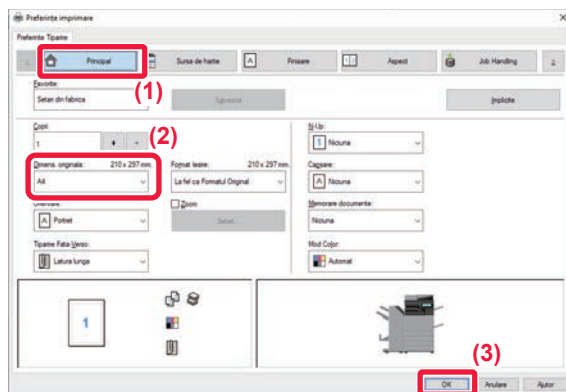 Preferințe imprimare
Preferinte Tiparire
Principal
Sursa de hartie
A
Finisare
Aspect
Job Handling
Favorite:
Setari din fabrica
(1)
Salveaza
Implicite
Copii:
1
(2)
Dimens. originala: 210 x 297 mm.
A4
Format Iesire: 210 x 297 mm.
La fel ca Formatul Original
Orientare:
A Portret
Zoom
Setari...
Tiparire Fata-Verso:
Latura lunga
N-Up:
1 Niciuna
Capsare:
A Niciuna
Memorare documente:
Niciuna
Mod Color:
Automat
1
(3)
OK
Anulare
Ajutor